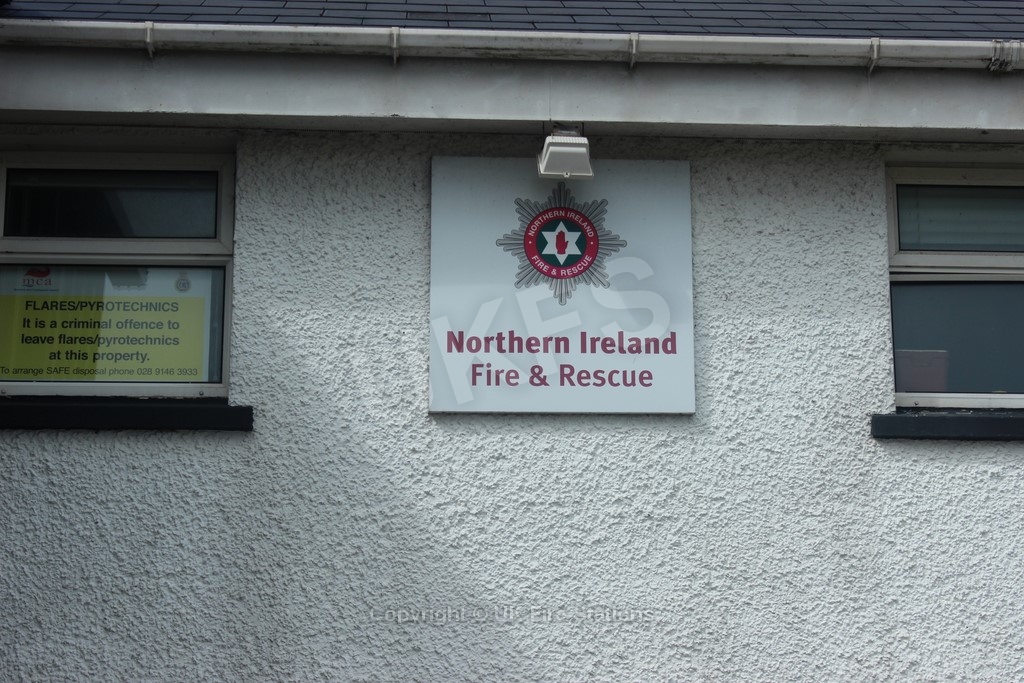 mca
FLARES/PYROTECHNICS
It is a criminal offence to
leave flares/pyrotechnics
at this property.
To arrange SAFE disposal phone 028 9146 3933
NORTHERN IRELAND
FIRE & RESCUE
Northern Ireland
Fire & Rescue
UKFS
Copyright © UK Fire Stations